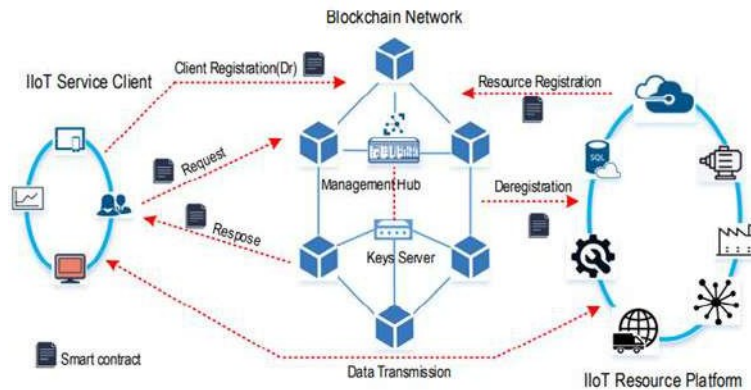 Blockchain Network
Client Registration(Dr)
IIoT Service Client
Resource Registration
SQL
Request
Management Hub
Deregistration
Respose
Keys Server
Smart contract
Data Transmission
IIoT Resource Platform